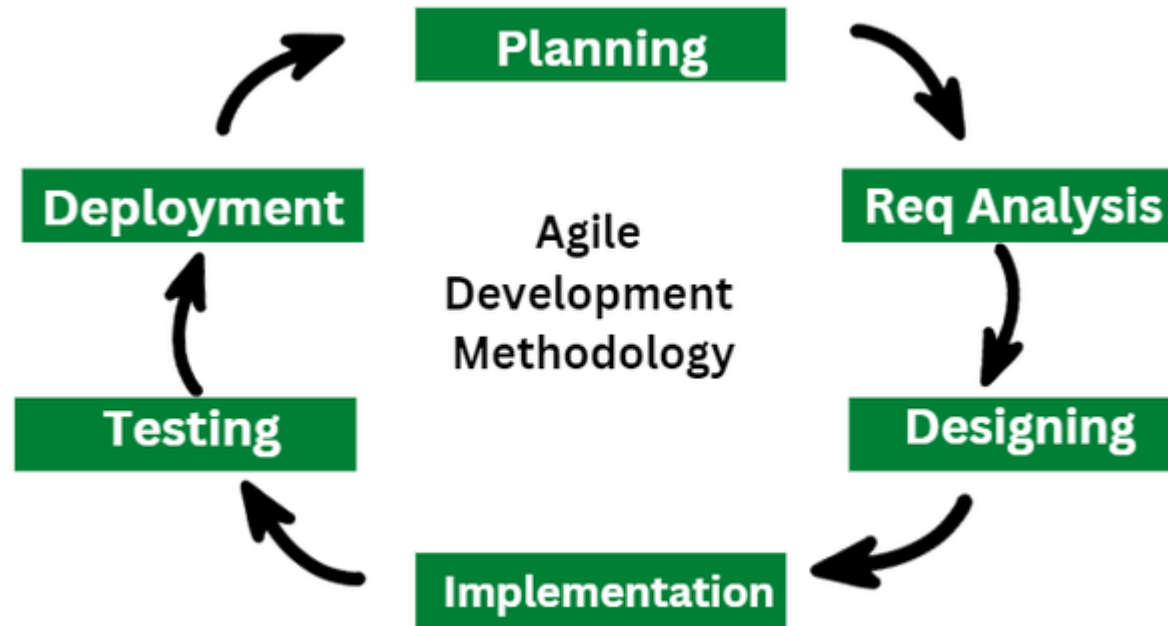 Planning
Deployment
Req Analysis
Agile
Development
Methodology
Testing
Designing
Implementation